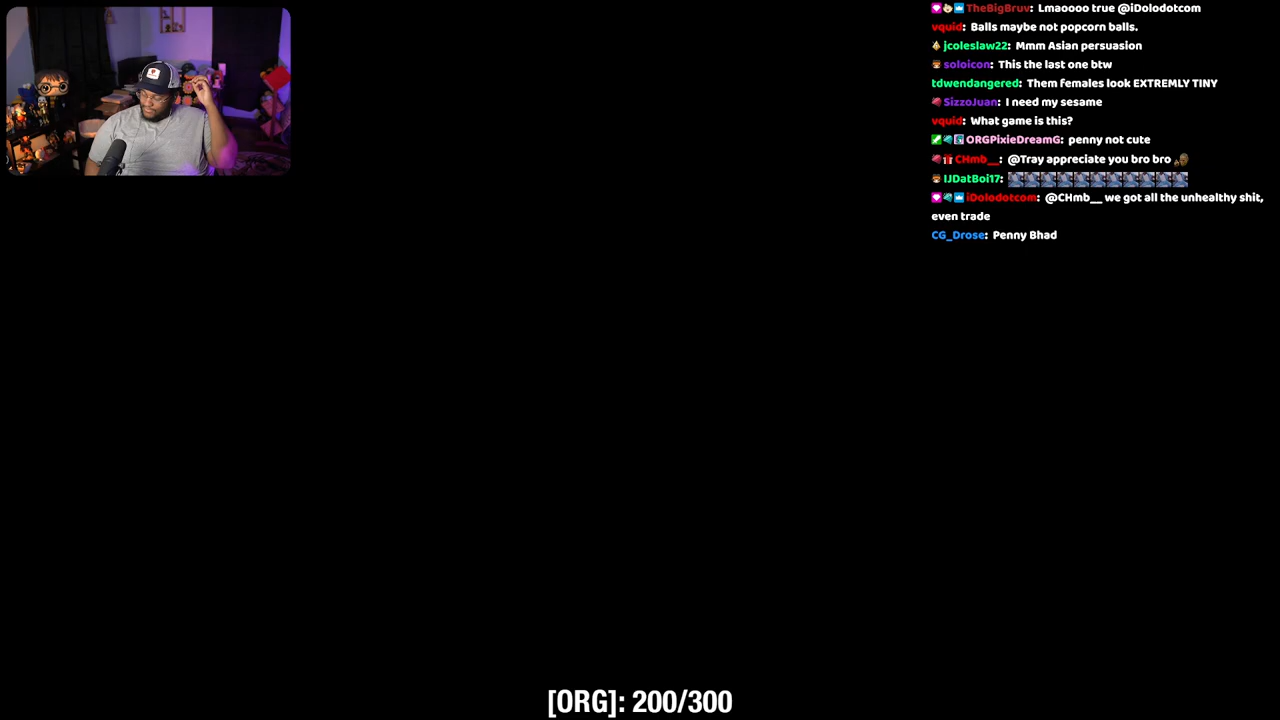 TheBigBruv: Lmaoooo true @iDolodotcom
vquid: Balls maybe not popcorn balls.
jcoleslaw22: Mmm Asian persuasion
soloicon: This the last one btw
tdwendangered: Them females look EXTREMLY TINY
SizzoJuan: I need my sesame
vquid: What game is this?
ORGPixieDreamG: penny not cute
CHmb__: @Tray appreciate you bro bro
IJDatBoi17:
iDolodotcom: @CHmb__ we got all the unhealthy shit,
even trade
CG_Drose: Penny Bhad
[ORG]: 200/300